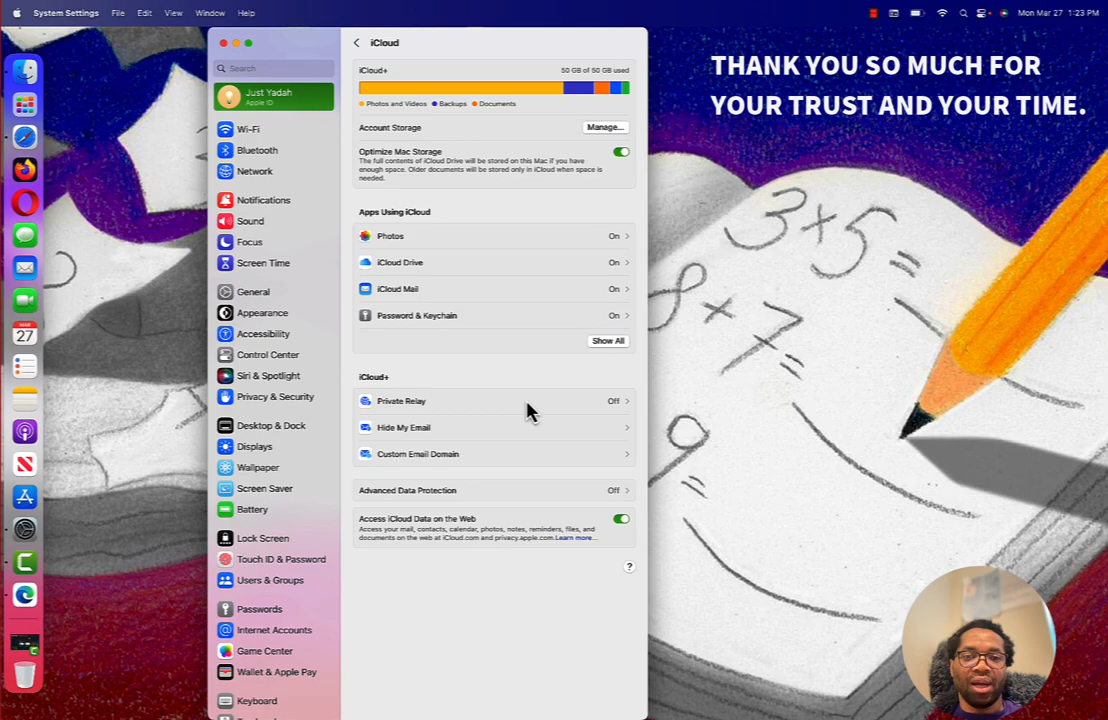 System Settings File Edit View Window Help
Mon Mar 27 1:23 PM
THANK YOU SO MUCH FOR
YOUR TRUST AND YOUR TIME.
Search
Just Yadah
Apple ID
Wi-Fi
Bluetooth
Network
Notifications
Sound
Focus
Screen Time
General
Appearance
Accessibility
Control Center
Siri & Spotlight
Privacy & Security
Desktop & Dock
Displays
Wallpaper
Screen Saver
Battery
Lock Screen
Touch ID & Password
Users & Groups
Passwords
Internet Accounts
Game Center
Wallet & Apple Pay
Keyboard
iCloud
iCloud+ 50 GB of 50 GB used
Photos and Videos Backups Documents
Account Storage Manage...
Optimize Mac Storage
The full contents of iCloud Drive will be stored on this Mac if you have
enough space. Older documents will be stored only in iCloud when space is
needed.
Apps Using iCloud
Photos On
iCloud Drive On
iCloud Mail On
Password & Keychain On
Show All
iCloud+
Private Relay Off
Hide My Email
Custom Email Domain
Advanced Data Protection Off
Access iCloud Data on the Web
Access your mail, contacts, calendar, photos, notes, reminders, files, and
documents on the web at iCloud.com and privacy.apple.com.Learn more...
?
MAR
27
3x5=
8x7=
9
=